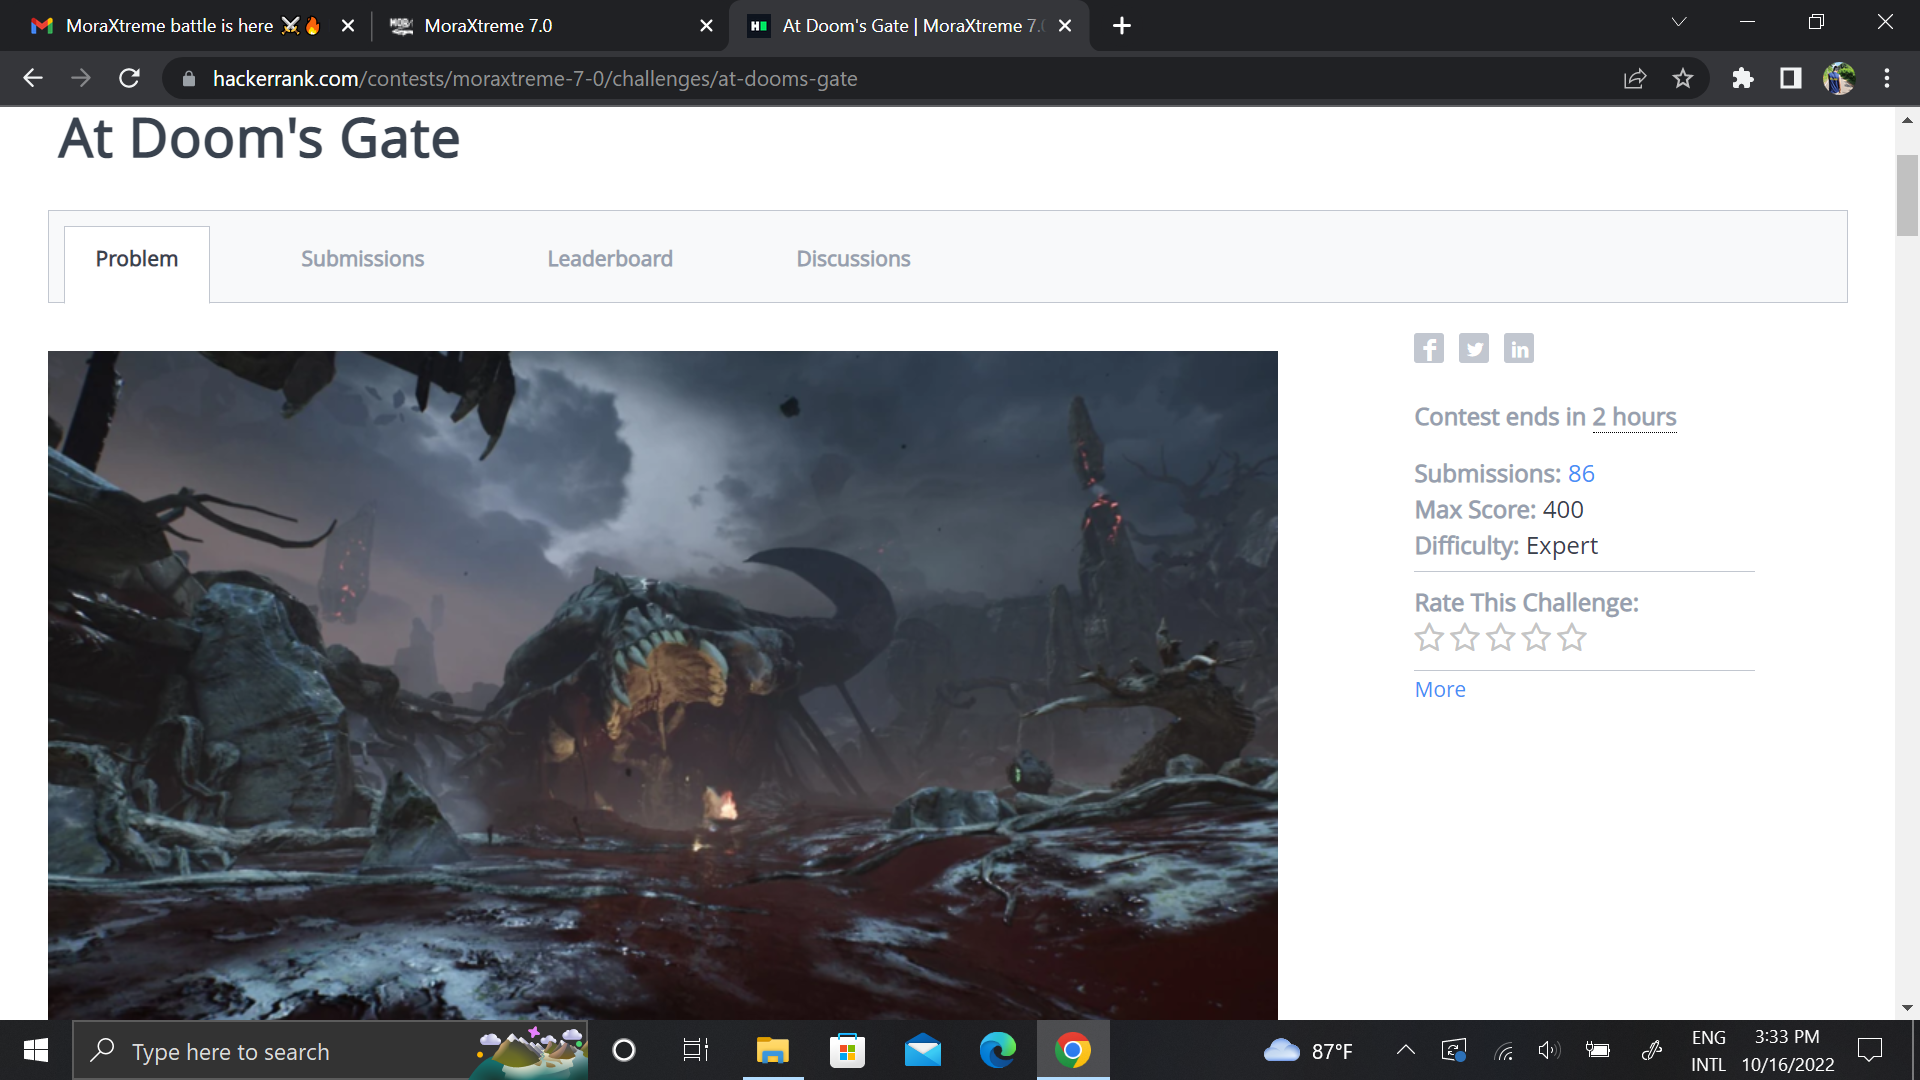 MoraXtreme battle is here ⚔🔥
MoraXtreme 7.0
At Doom's Gate | MoraXtreme 7.0
hackerrank.com/contests/moraxtreme-7-0/challenges/at-dooms-gate
At Doom's Gate
Problem
Submissions
Leaderboard
Discussions
Contest ends in 2 hours
Submissions: 86
Max Score: 400
Difficulty: Expert
Rate This Challenge:
More
Type here to search
87°F
ENG
INTL
3:33 PM
10/16/2022